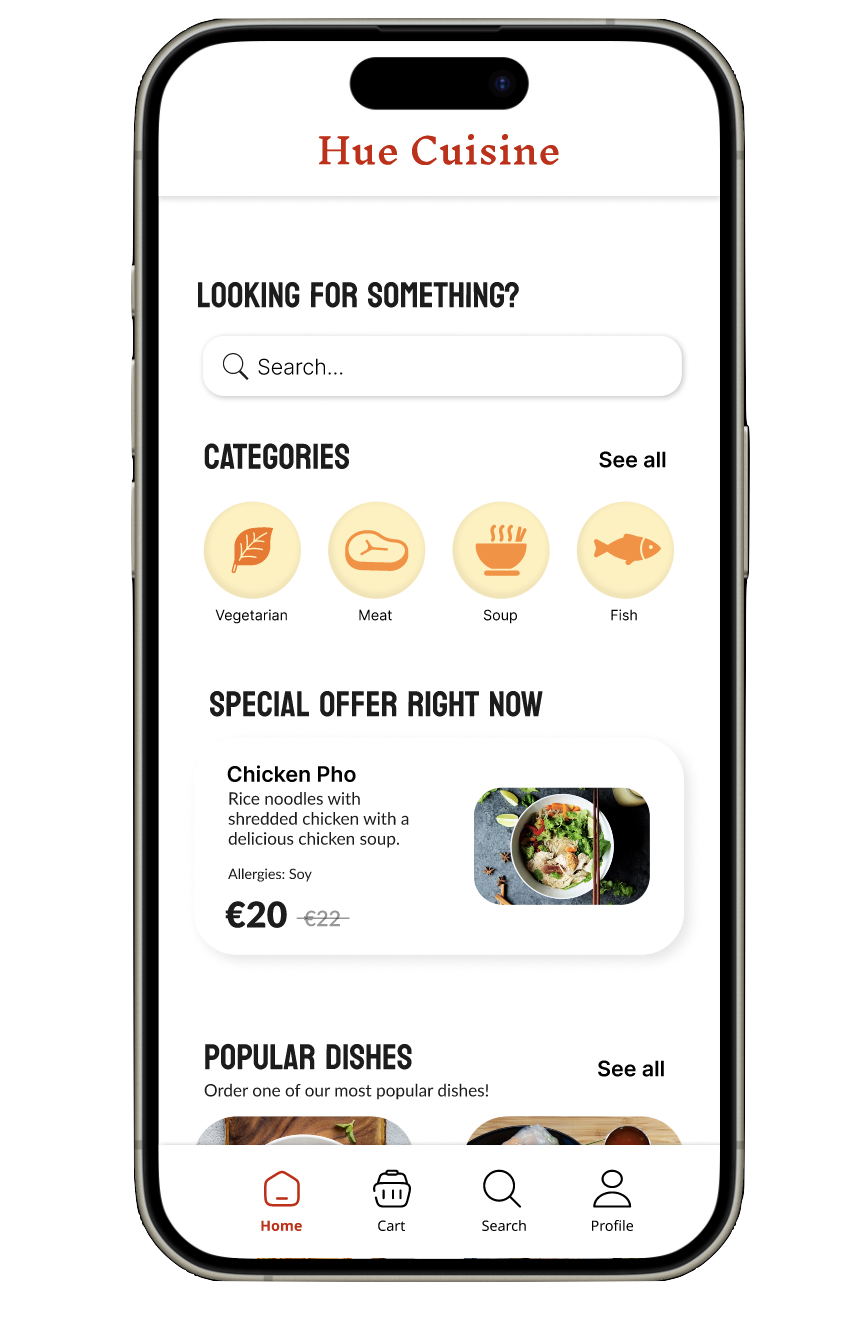 Hue Cuisine
LOOKING FOR SOMETHING?
Search...
CATEGORIES
See all
Vegetarian
Meat
Soup
Fish
SPECIAL OFFER RIGHT NOW
Chicken Pho
Rice noodles with
shredded chicken with a
delicious chicken soup.
Allergies: Soy
€20 €22
POPULAR DISHES
See all
Order one of our most popular dishes!
Home
Cart
Search
Profile